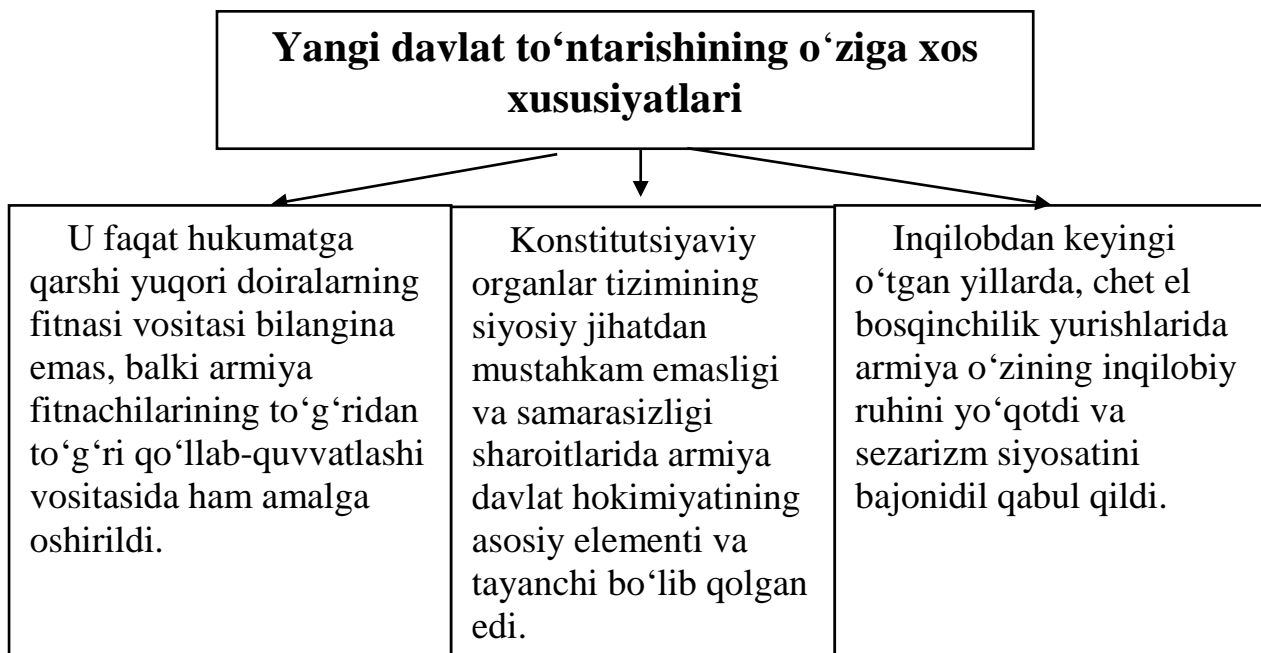 Yangi davlat to‘ntarishining o‘ziga xos
xususiyatlari
U faqat hukumatga
qarshi yuqori doiralarning
fitnasi vositasi bilangina
emas, balki armiya
fitnachilarining to‘g‘ridan
to‘g‘ri qo‘llab-quvvatlashi
vositasida ham amalga
oshirildi.
Konstitutsiyaviy
organlar tizimining
siyosiy jihatdan
mustahkam emasligi
va samarasizligi
sharoitlarida armiya
davlat hokimiyatining
asosiy elementi va
tayanchi bo‘lib qolgan
edi.
Inqilobdan keyingi
o‘tgan yillarda, chet el
bosqinchilik yurishlarida
armiya o‘zining inqilobiy
ruhini yo‘qotdi va
sezarizm siyosatini
bajonidil qabul qildi.